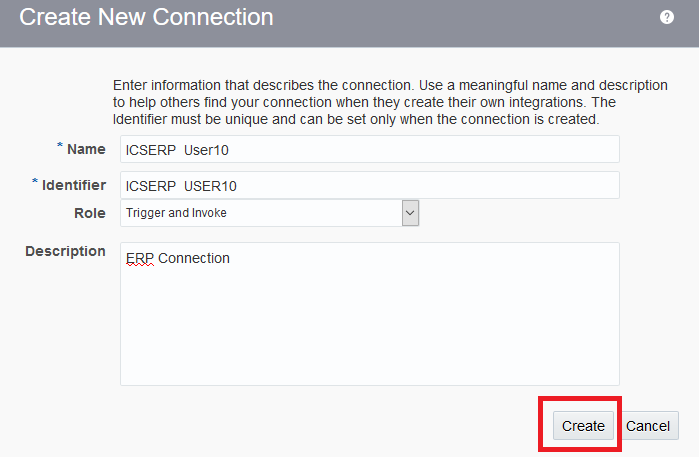 Create New Connection
?
Enter information that describes the connection. Use a meaningful name and description
to help others find your connection when they create their own integrations. The
Identifier must be unique and can be set only when the connection is created.
* Name ICSERP User10
* Identifier ICSERP USER10
Role Trigger and Invoke
Description ERP Connection
Create Cancel